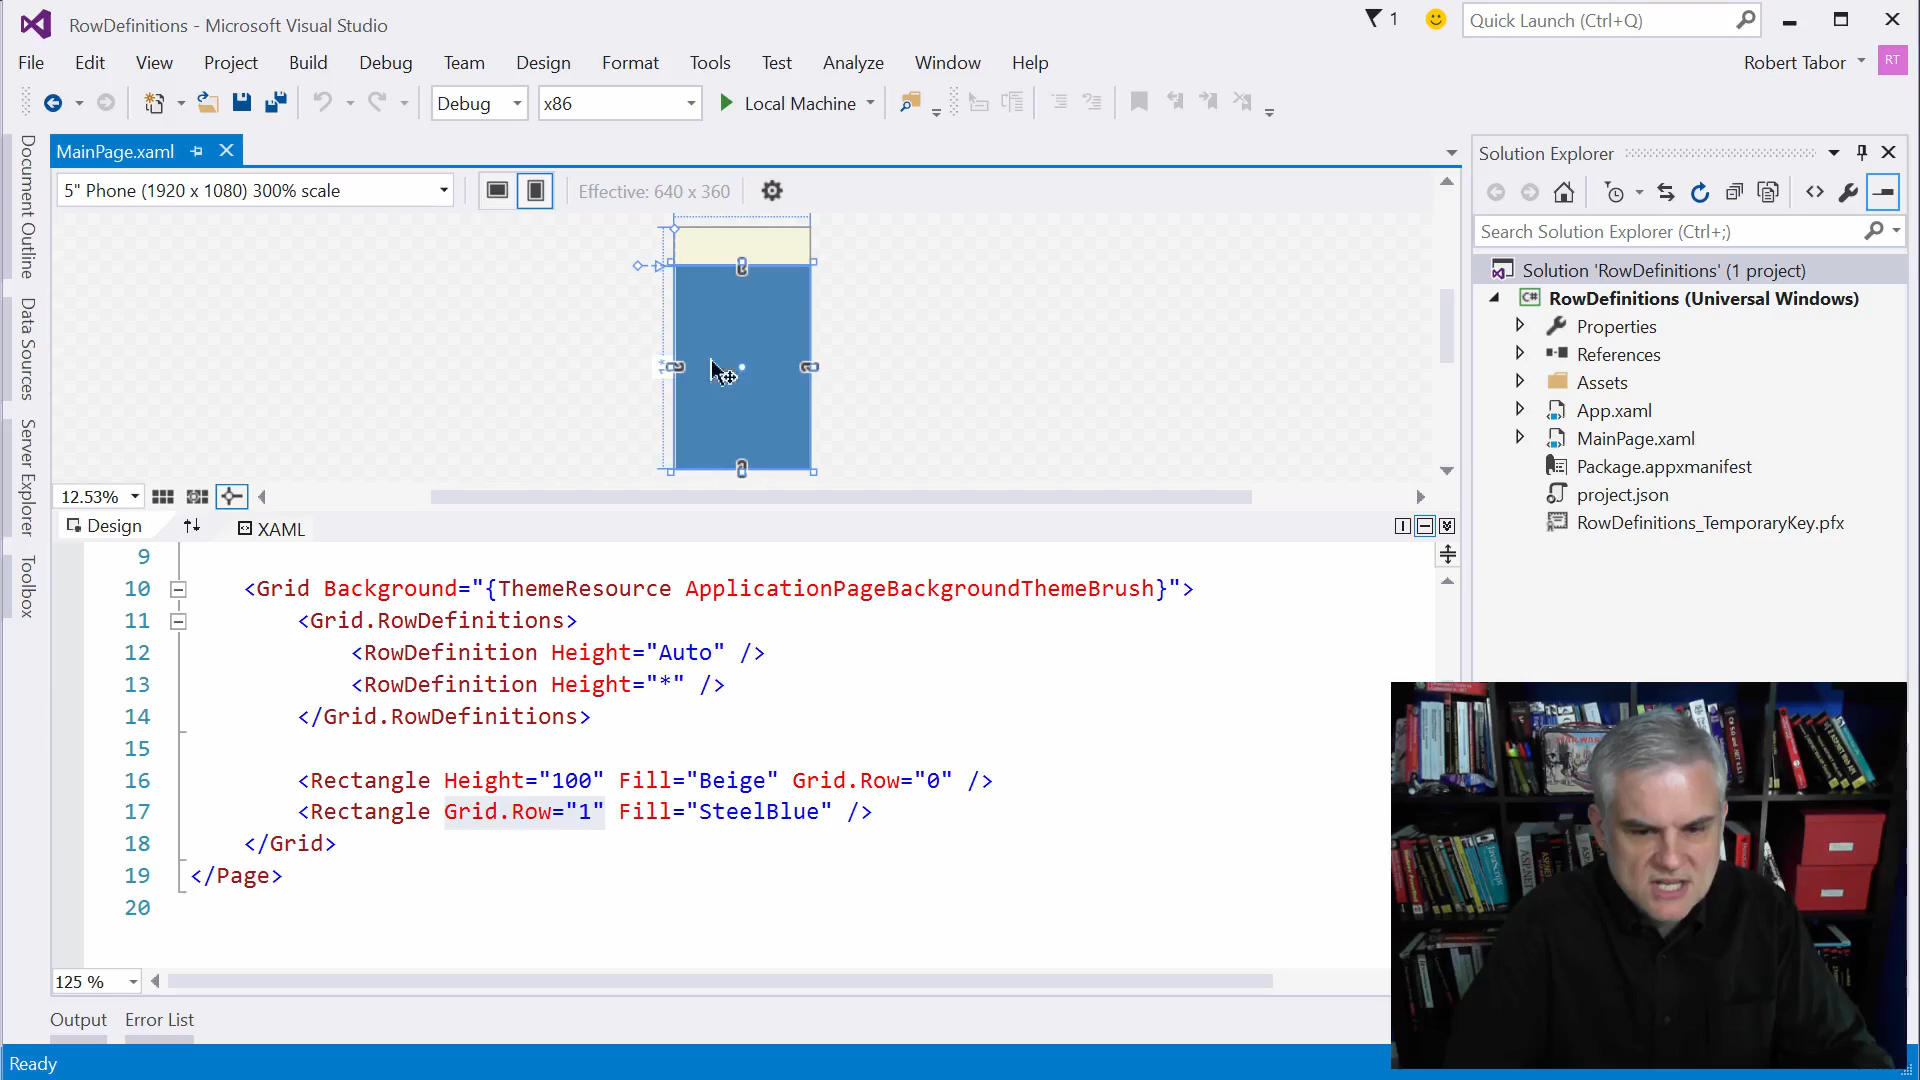 RowDefinitions - Microsoft Visual Studio
1
Quick Launch (Ctrl+Q)
File Edit View Project Build Debug Team Design Format Tools Test Analyze Window Help
Robert Tabor RT
Debug x86 Local Machine
Document Outline
Data Sources
Server Explorer
Toolbox
MainPage.xaml
5" Phone (1920 x 1080) 300% scale
Effective: 640 x 360
12.53%
Design XAML
9
10 <Grid Background="{ThemeResource ApplicationPageBackgroundThemeBrush}">
11 <Grid.RowDefinitions>
12 <RowDefinition Height="Auto" />
13 <RowDefinition Height="*" />
14 </Grid.RowDefinitions>
15
16 <Rectangle Height="100" Fill="Beige" Grid.Row="0" />
17 <Rectangle Grid.Row="1" Fill="SteelBlue" />
18 </Grid>
19 </Page>
20
125 %
Output Error List
Ready
Solution Explorer
Search Solution Explorer (Ctrl+;)
Solution 'RowDefinitions' (1 project)
C# RowDefinitions (Universal Windows)
Properties
References
Assets
App.xaml
MainPage.xaml
Package.appxmanifest
project.json
RowDefinitions_TemporaryKey.pfx